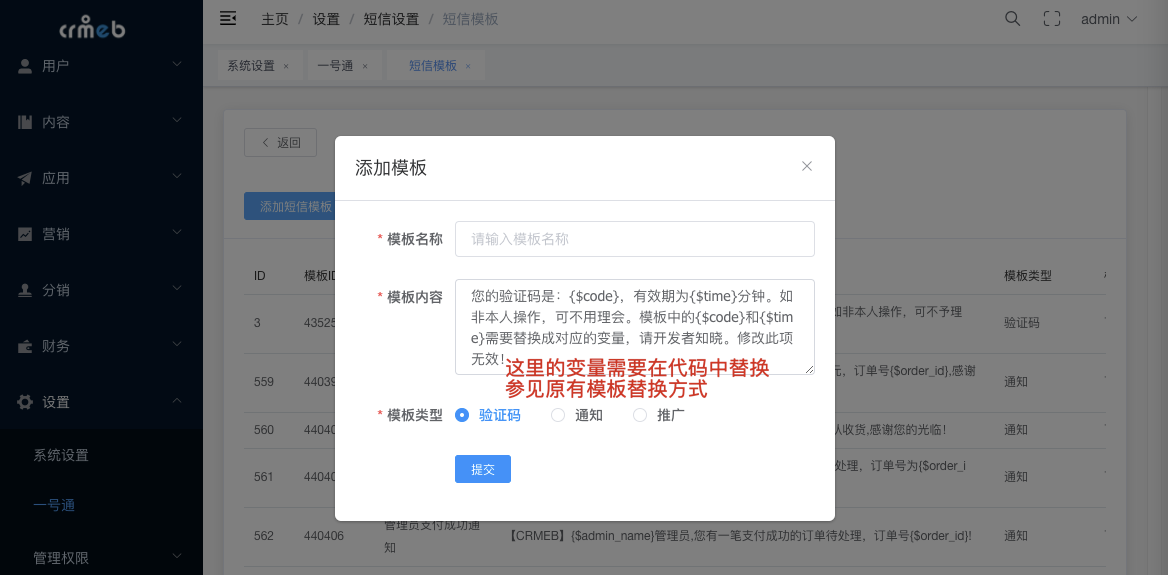 crmeb
主页 / 设置 / 短信设置 / 短信模板
admin
系统设置 ×
一号通 ×
短信模板 ×
用户
内容
应用
营销
分销
财务
设置
系统设置
一号通
管理权限
返回
添加短信模板
添加模板
* 模板名称
请输入模板名称
* 模板内容
您的验证码是：{$code}，有效期为{$time}分钟。如
非本人操作，可不用理会。模板中的{$code}和{$tim
e}需要替换成对应的变量，请开发者知晓。修改此项
无效!
这里的变量需要在代码中替换
参见原有模板替换方式
* 模板类型
验证码
通知
推广
提交
ID
模板ID
模板类型
3
43525
如非本人操作，可不予理
验证码
559
44039
元，订单号{$order_id},感谢
通知
560
44040
认收货,感谢您的光临！
通知
561
44040
处理，订单号为{$order_i
通知
562
440406
管理员支付成功通
知
【CRMEB】{$admin_name}管理员,您有一笔支付成功的订单待处理，订单号{$order_id}!
通知